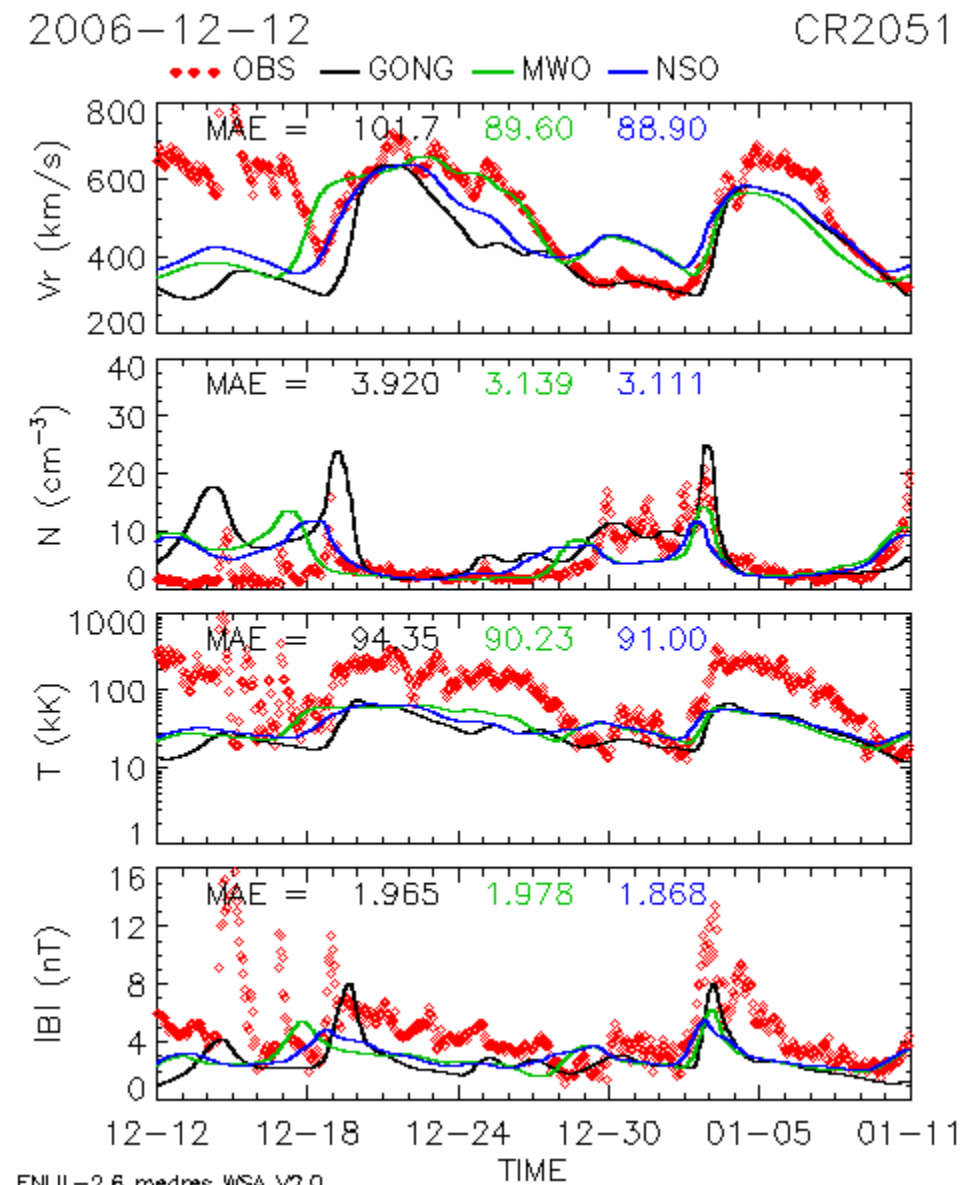 2006-12-12 CR2051
OBS GONG MWO NSO
800
MAE = 101.7 89.60 88.90
600
400
200
Vr (km/s)
40
MAE = 3.920 3.139 3.111
30
20
10
0
N (cm⁻³)
1000
MAE = 94.35 90.23 91.00
100
10
1
T (kK)
16
MAE = 1.965 1.978 1.868
12
8
4
0
|B| (nT)
12-12 12-18 12-24 12-30 01-05 01-11
TIME
ENLIL-2.6 medres WSA V2.0